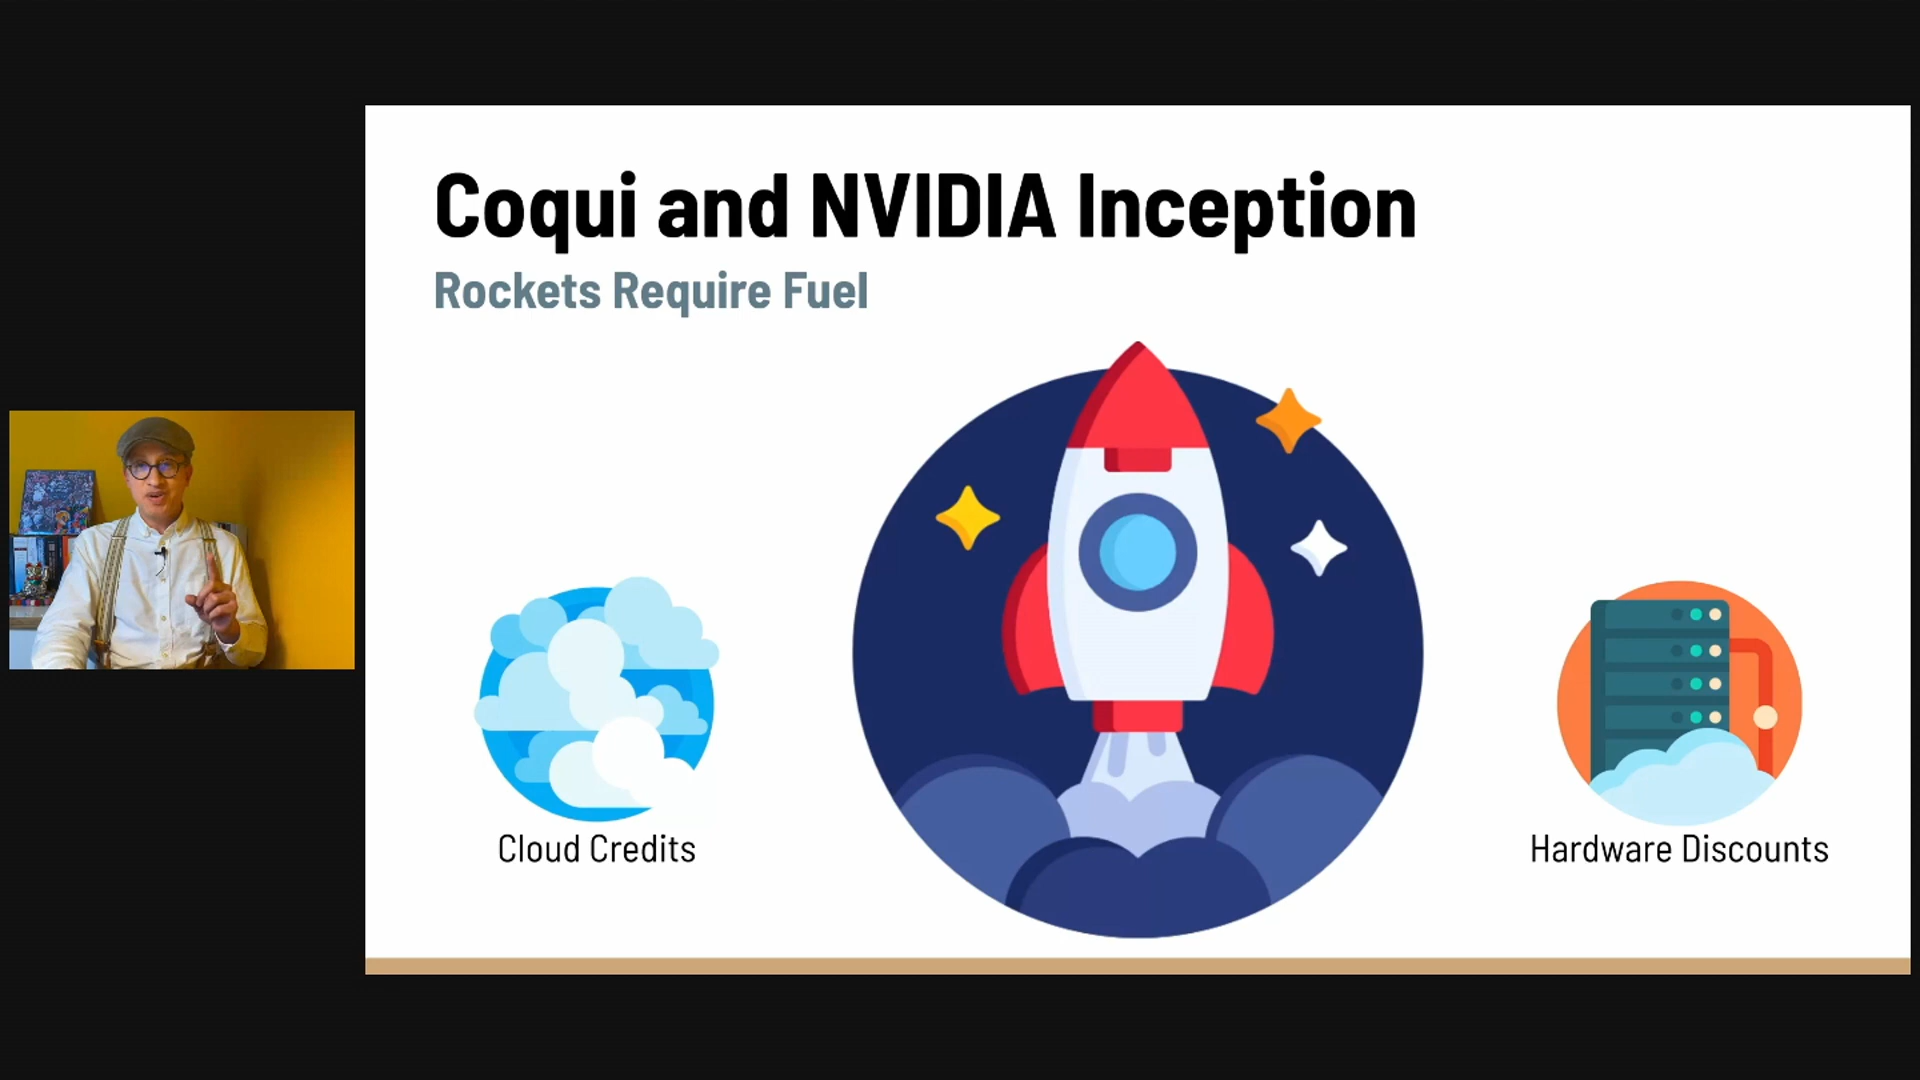 Coqui and NVIDIA Inception
Rockets Require Fuel
Cloud Credits
Hardware Discounts